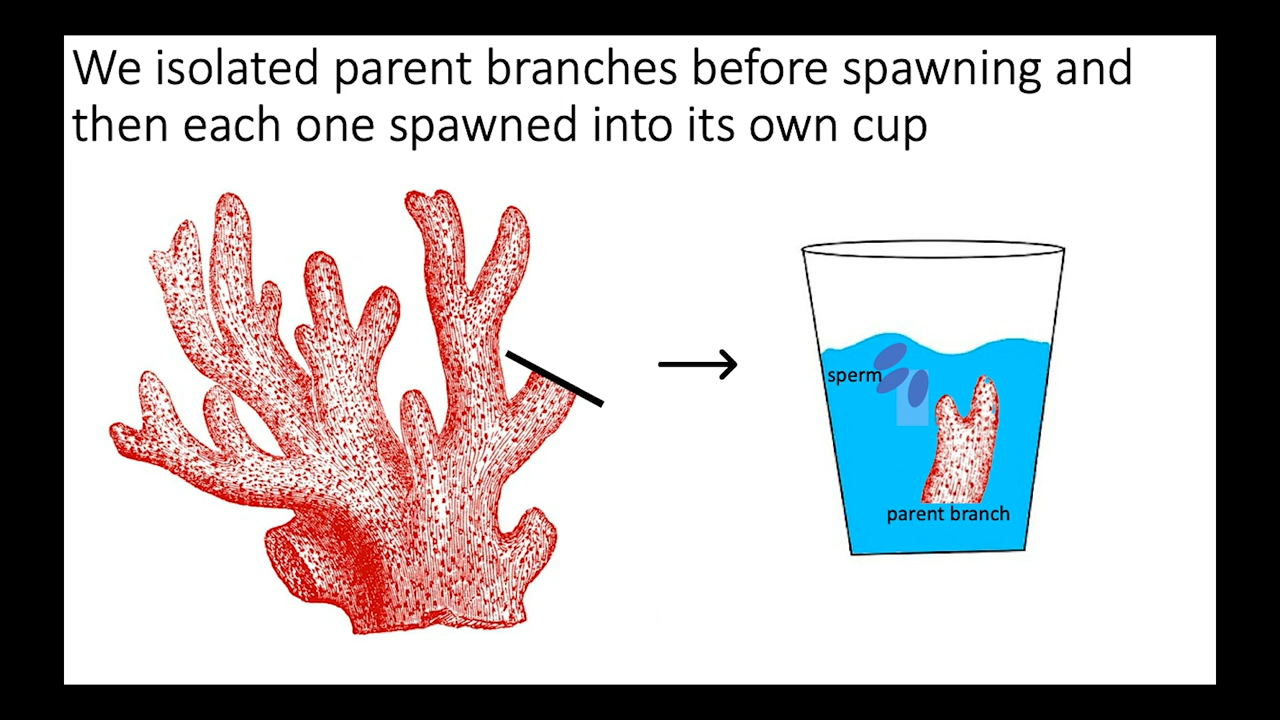 We isolated parent branches before spawning and
then each one spawned into its own cup
sperm
parent branch